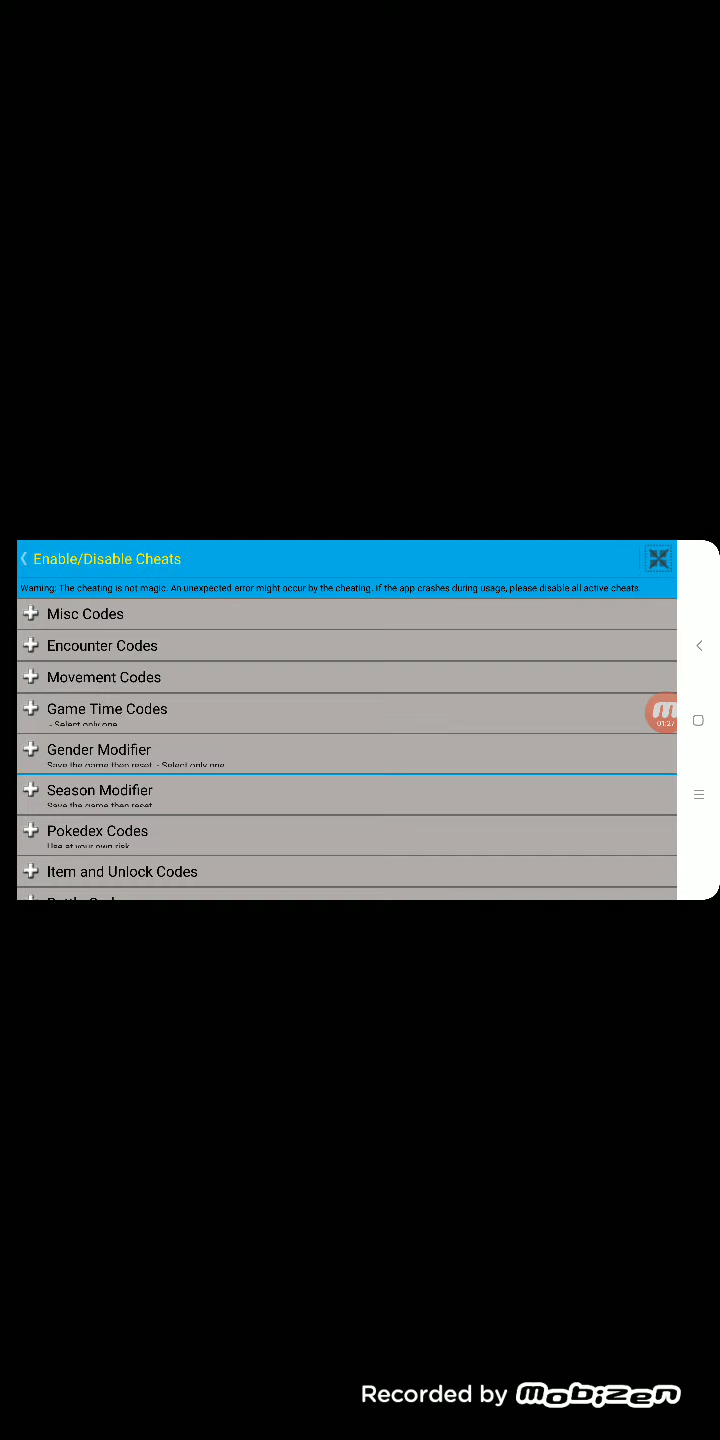 Enable/Disable Cheats
Warning: The cheating is not magic. An unexpected error might occur by the cheating. If the app crashes during usage, please disable all active cheats.
Misc Codes
Encounter Codes
Movement Codes
Game Time Codes
- Select only one
01:27
Gender Modifier
Save the game then reset. - Select only one
Season Modifier
Save the game then reset
Pokedex Codes
Use at your own risk
Item and Unlock Codes
Recorded by mobizen